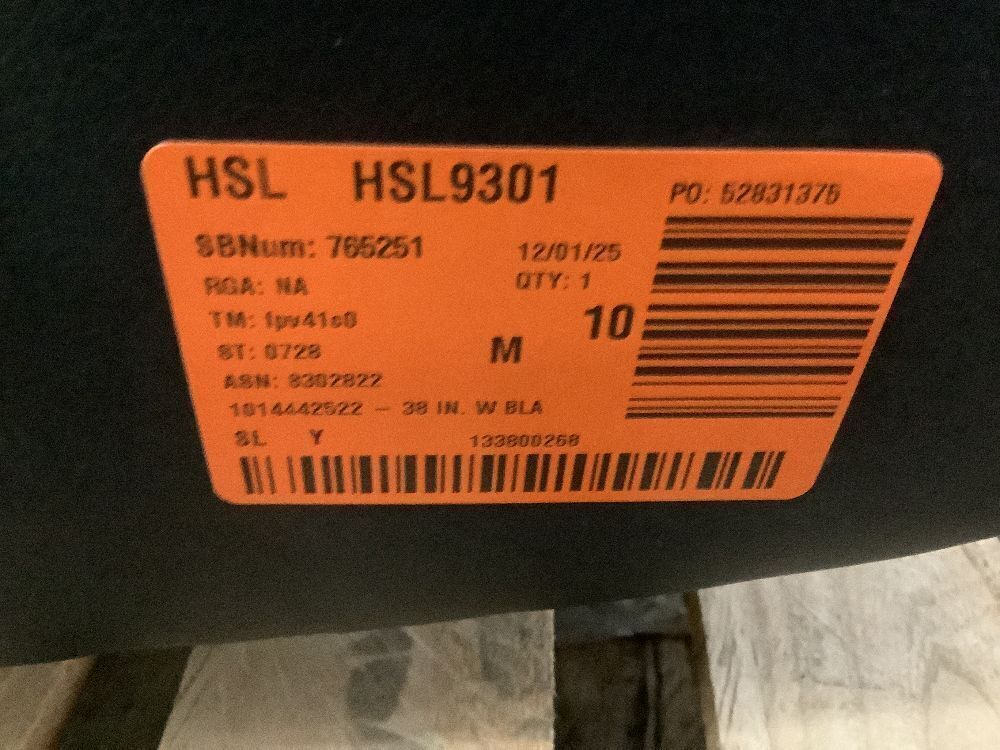 HSL HSL9301
PO: 52831375
SBNum: 765251 12/01/25
RGA: NA QTY: 1
TM: fpv41c0 10
ST: 0728 M
ASN: 8302822
1014442522 - 38 IN. W BLA
SL Y 133800268